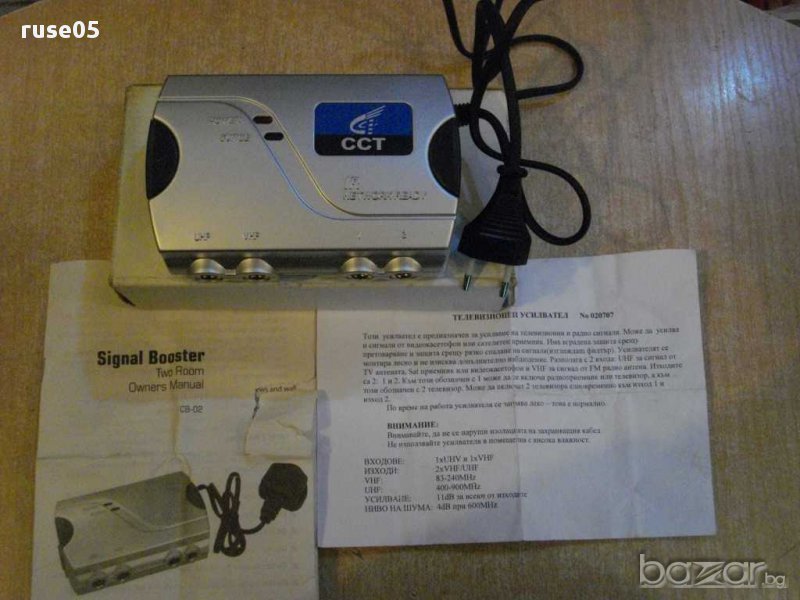 ruse05
CCT
POWER
NETWORK READY
UHF VHF
2
Signal Booster
Two Room
Owners Manual
CB-02
ТЕЛЕВИЗИОНЕН УСИЛВАТЕЛ № 020707
Този усилвател е предназначен за усилване на телевизионни и радио сигнали. Може да усилва
и сигнали от видеокасетофон или сателитен приемник. Има вградена защита срещу
претоварване и защита срещу рязко спадане на сигнали(изглаждащ филтър). Усилвателят се
монтира лесно и не изисква допълнително наблюдение. Разполага с 2 входа: UHF за сигнал от
TV антената, Sat приемник или видеокасетофон и VHF за сигнал от FM радио антена. Изходите
са 2: 1 и 2. Към този обозначен с 1 може да се включи радиоприемник или телевизор, а към
този обозначен с 2 телевизор. Може да включиш 2 телевизора едновременно към изход 1 и
изход 2.
По време на работа усилвателя се загрява леко – това е нормално.
ВНИМАНИЕ:
Внимавайте, да не се наруши изолацията на захранващия кабел
Не използвайте усилвателя в помещения с висока влажност.
ВХОДОВЕ: 1xUHV и 1xVHF
ИЗХОДИ: 2xVHF/UHF
VHF: 83-240MHz
UHF: 400-900MHz
УСИЛВАНЕ: 11dB за всеки от изходите
НИВО НА ШУМА: 4dB при 600MHz
bazar.bg